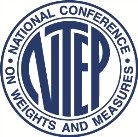 NATIONAL CONFERENCE
ON WEIGHTS AND MEASURES
NTEP